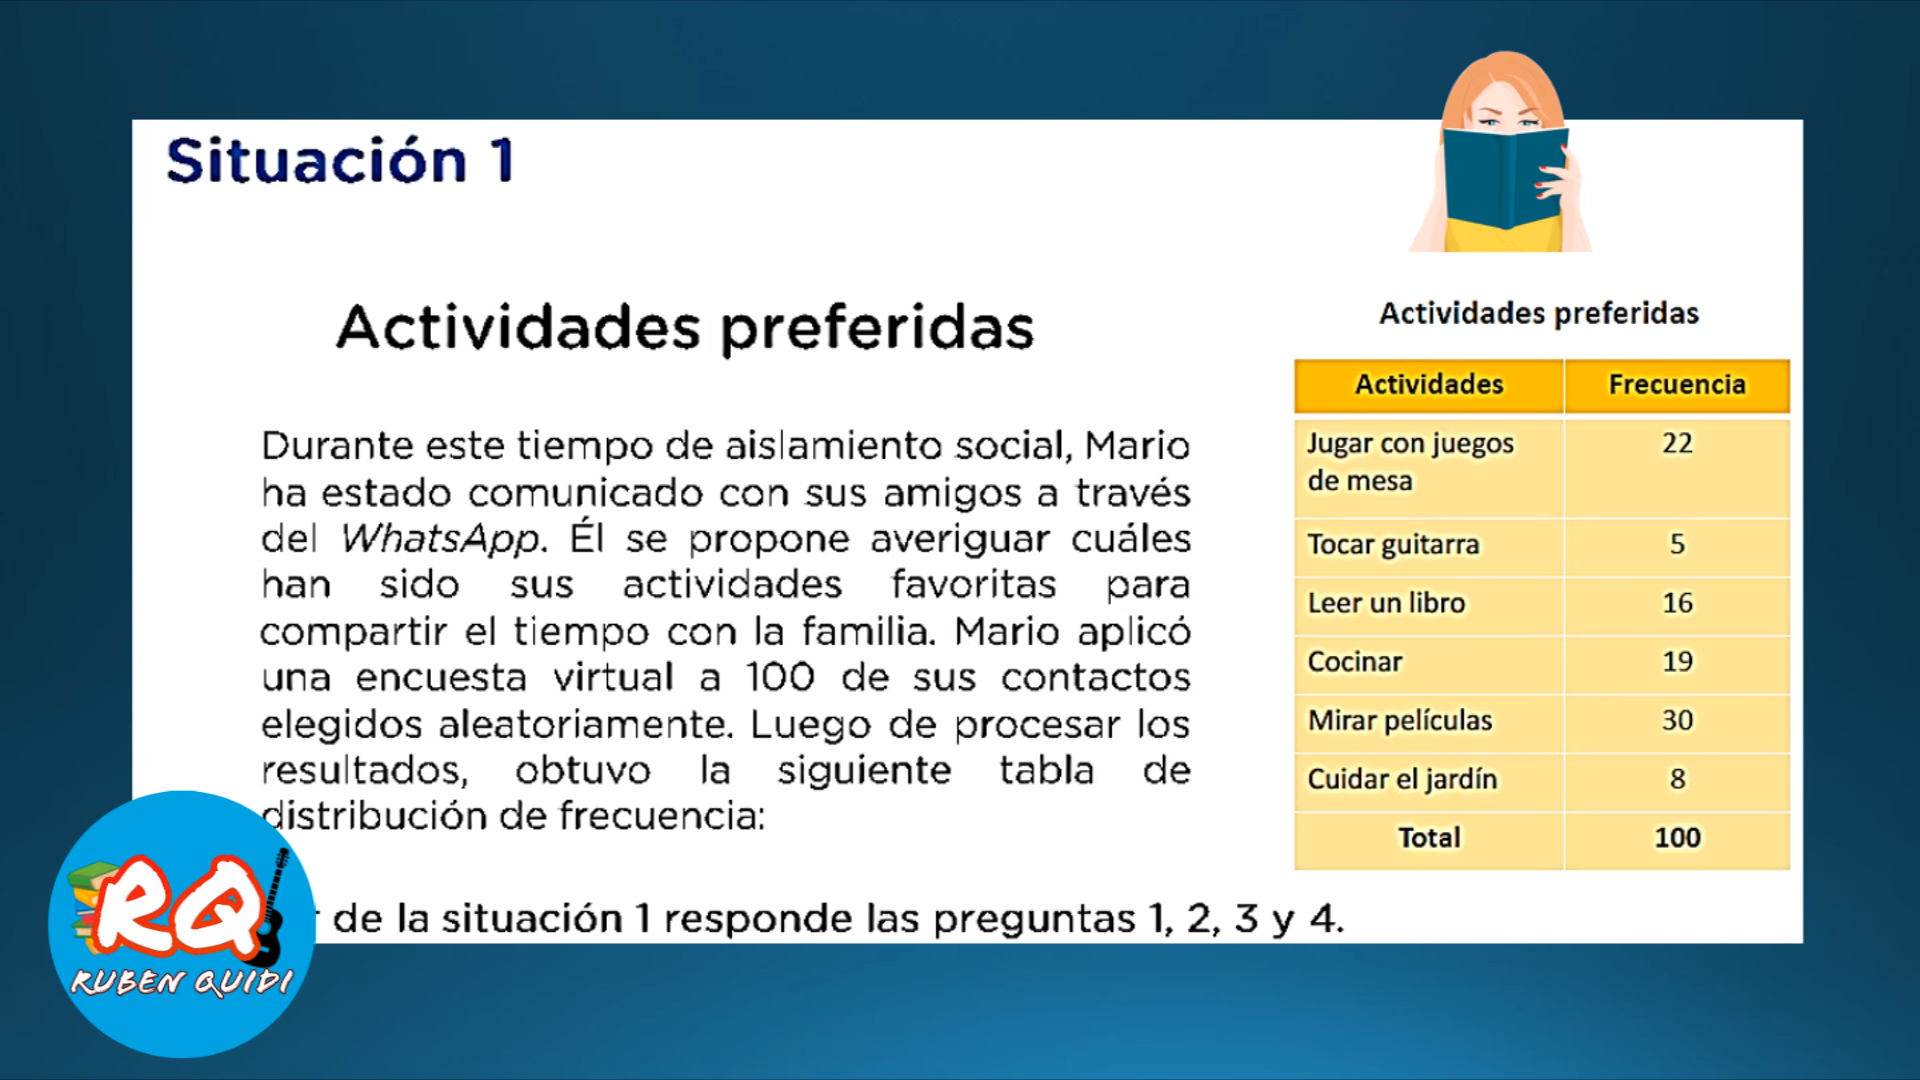 Situación 1
Actividades preferidas
Durante este tiempo de aislamiento social, Mario
ha estado comunicado con sus amigos a través
del WhatsApp. Él se propone averiguar cuáles
han sido sus actividades favoritas para
compartir el tiempo con la familia. Mario aplicó
una encuesta virtual a 100 de sus contactos
elegidos aleatoriamente. Luego de procesar los
resultados, obtuvo la siguiente tabla de
distribución de frecuencia:
Actividades preferidas
Actividades Frecuencia
Jugar con juegos 22
de mesa
Tocar guitarra 5
Leer un libro 16
Cocinar 19
Mirar películas 30
Cuidar el jardín 8
Total 100
de la situación 1 responde las preguntas 1, 2, 3 y 4.
RQ
RUBEN QUIDI